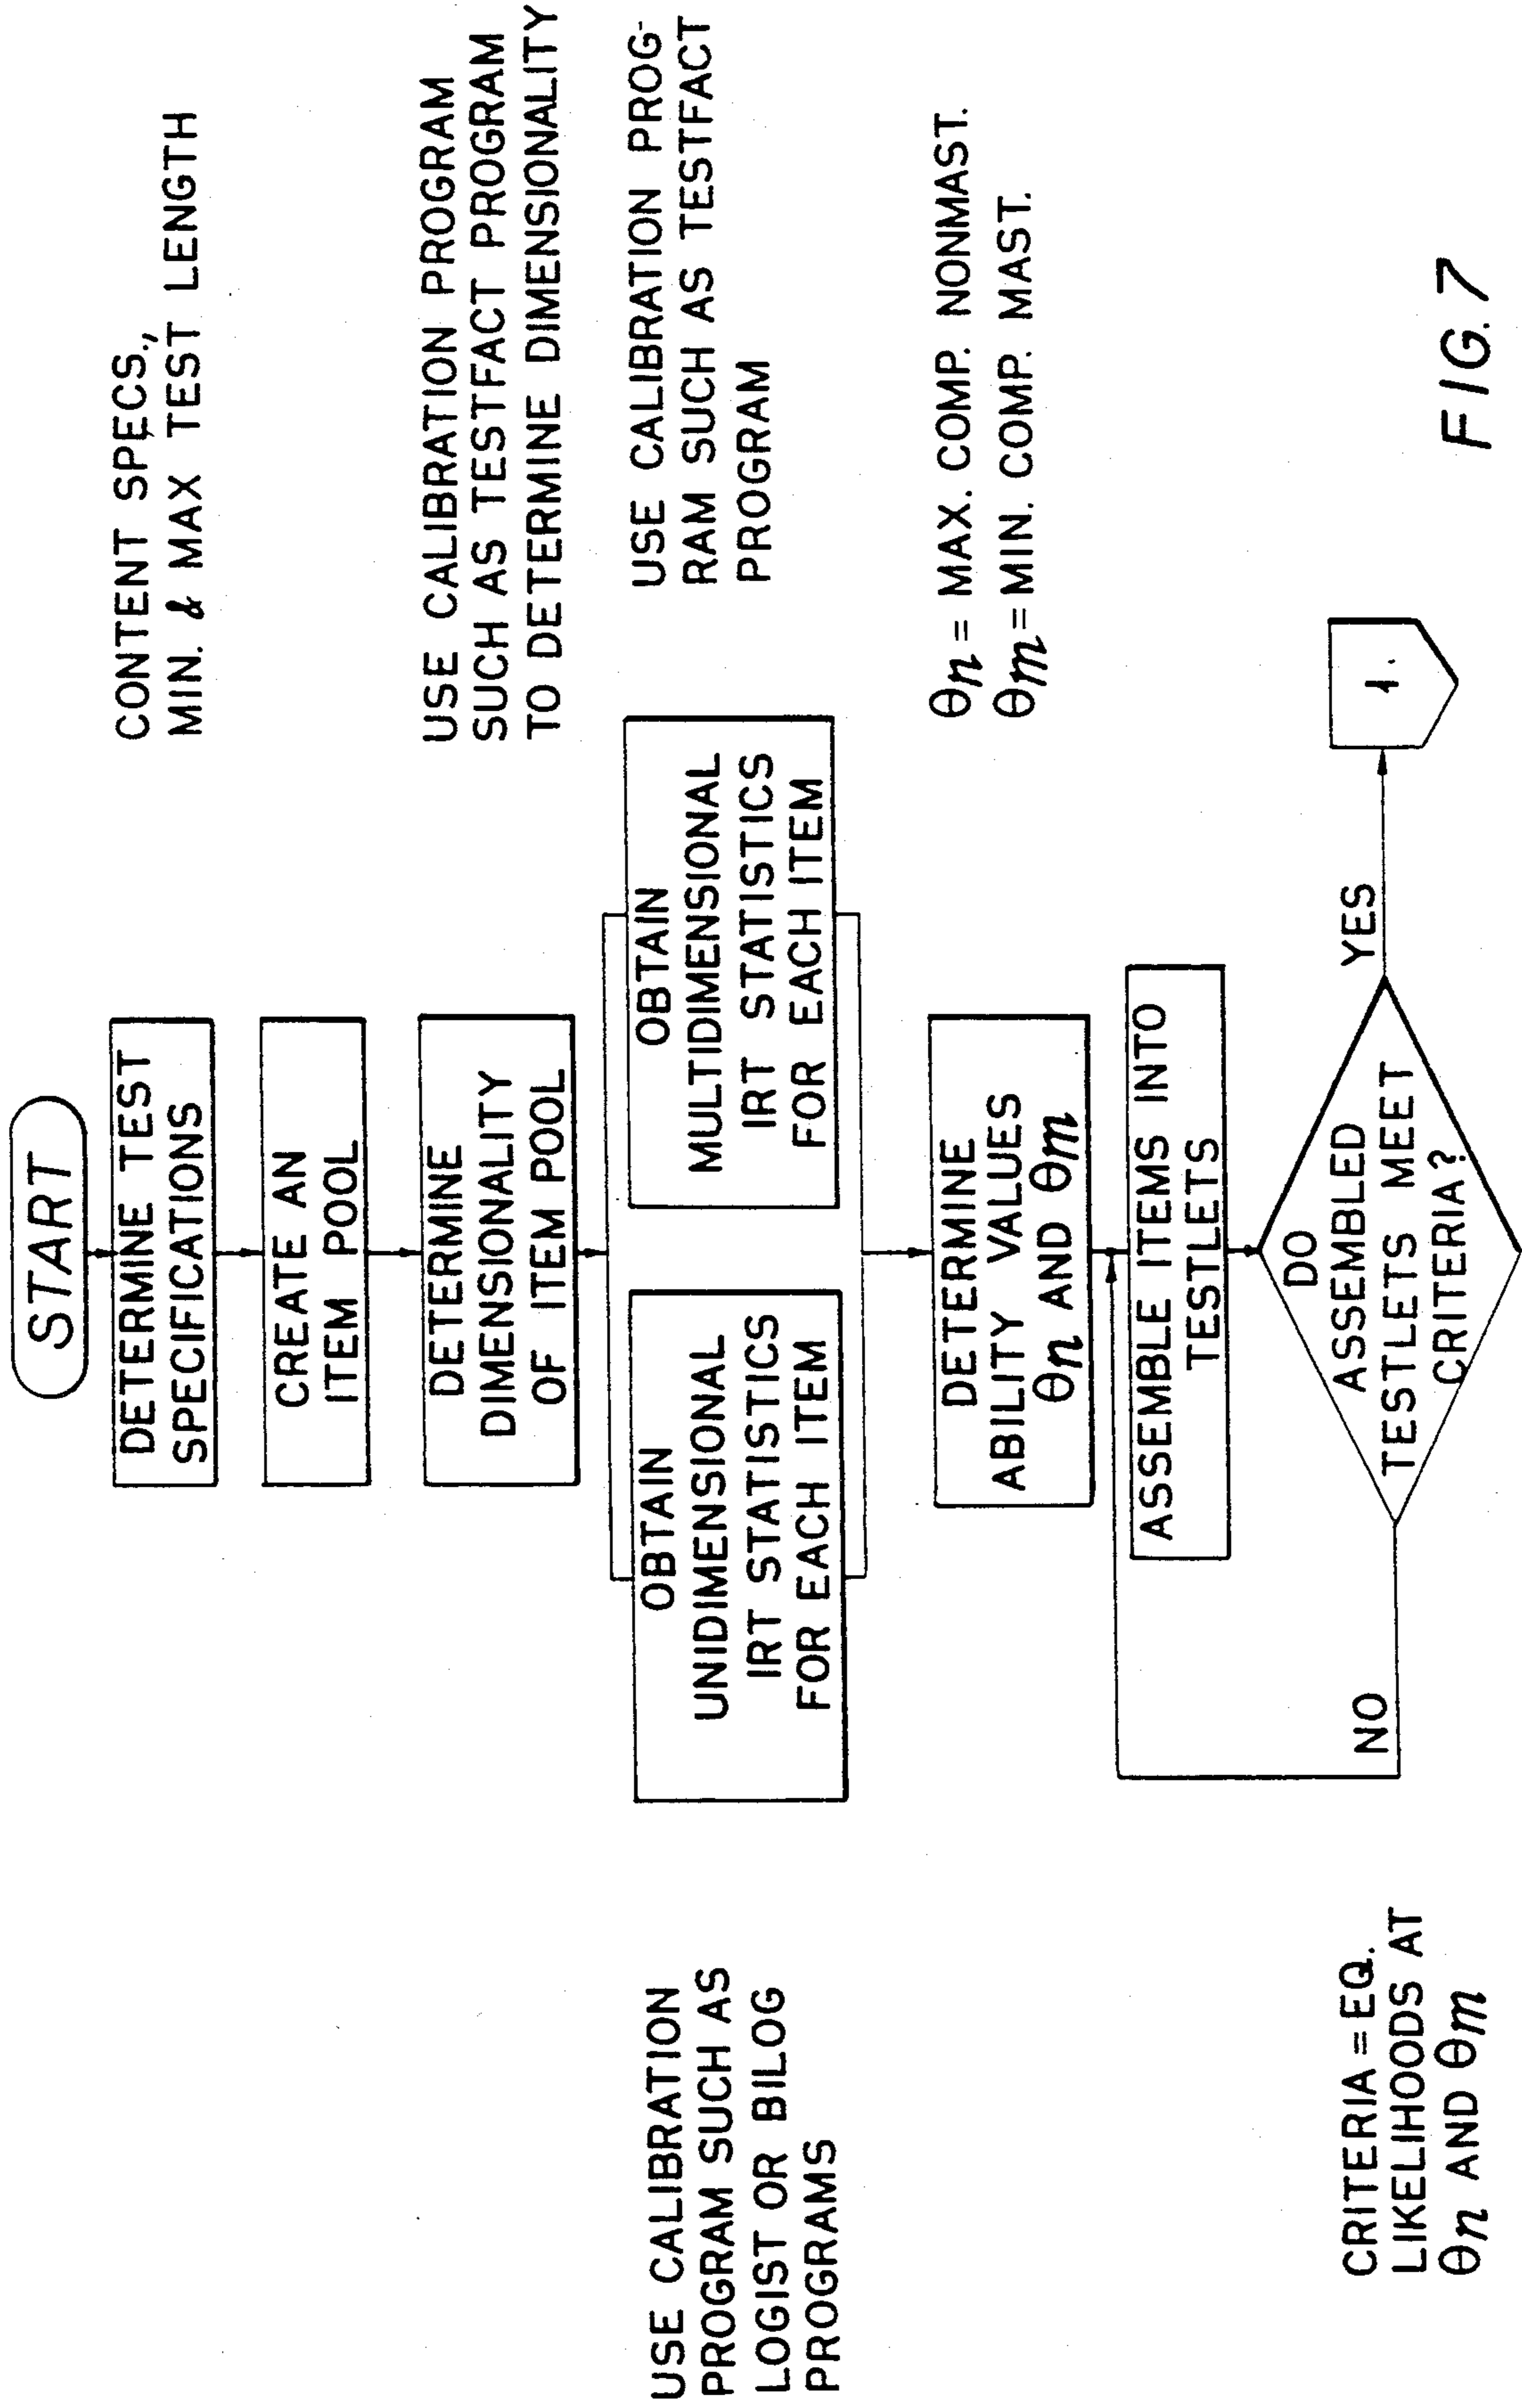 START
DETERMINE TEST
SPECIFICATIONS
CONTENT SPECS.,
MIN. & MAX TEST LENGTH
CREATE AN
ITEM POOL
DETERMINE
DIMENSIONALITY
OF ITEM POOL
USE CALIBRATION PROGRAM
SUCH AS TESTFACT PROGRAM
TO DETERMINE DIMENSIONALITY
USE CALIBRATION
PROGRAM SUCH AS
LOGIST OR BILOG
PROGRAMS
OBTAIN
UNIDIMENSIONAL
IRT STATISTICS
FOR EACH ITEM
OBTAIN
MULTIDIMENSIONAL
IRT STATISTICS
FOR EACH ITEM
USE CALIBRATION PROG-
RAM SUCH AS TESTFACT
PROGRAM
DETERMINE
ABILITY VALUES
θn AND θm
θn = MAX. COMP. NONMAST.
θm = MIN. COMP. MAST.
ASSEMBLE ITEMS INTO
TESTLETS
CRITERIA = EQ.
LIKELIHOODS AT
θn AND θm
NO
DO
ASSEMBLED
TESTLETS MEET
CRITERIA?
YES
1.
FIG. 7